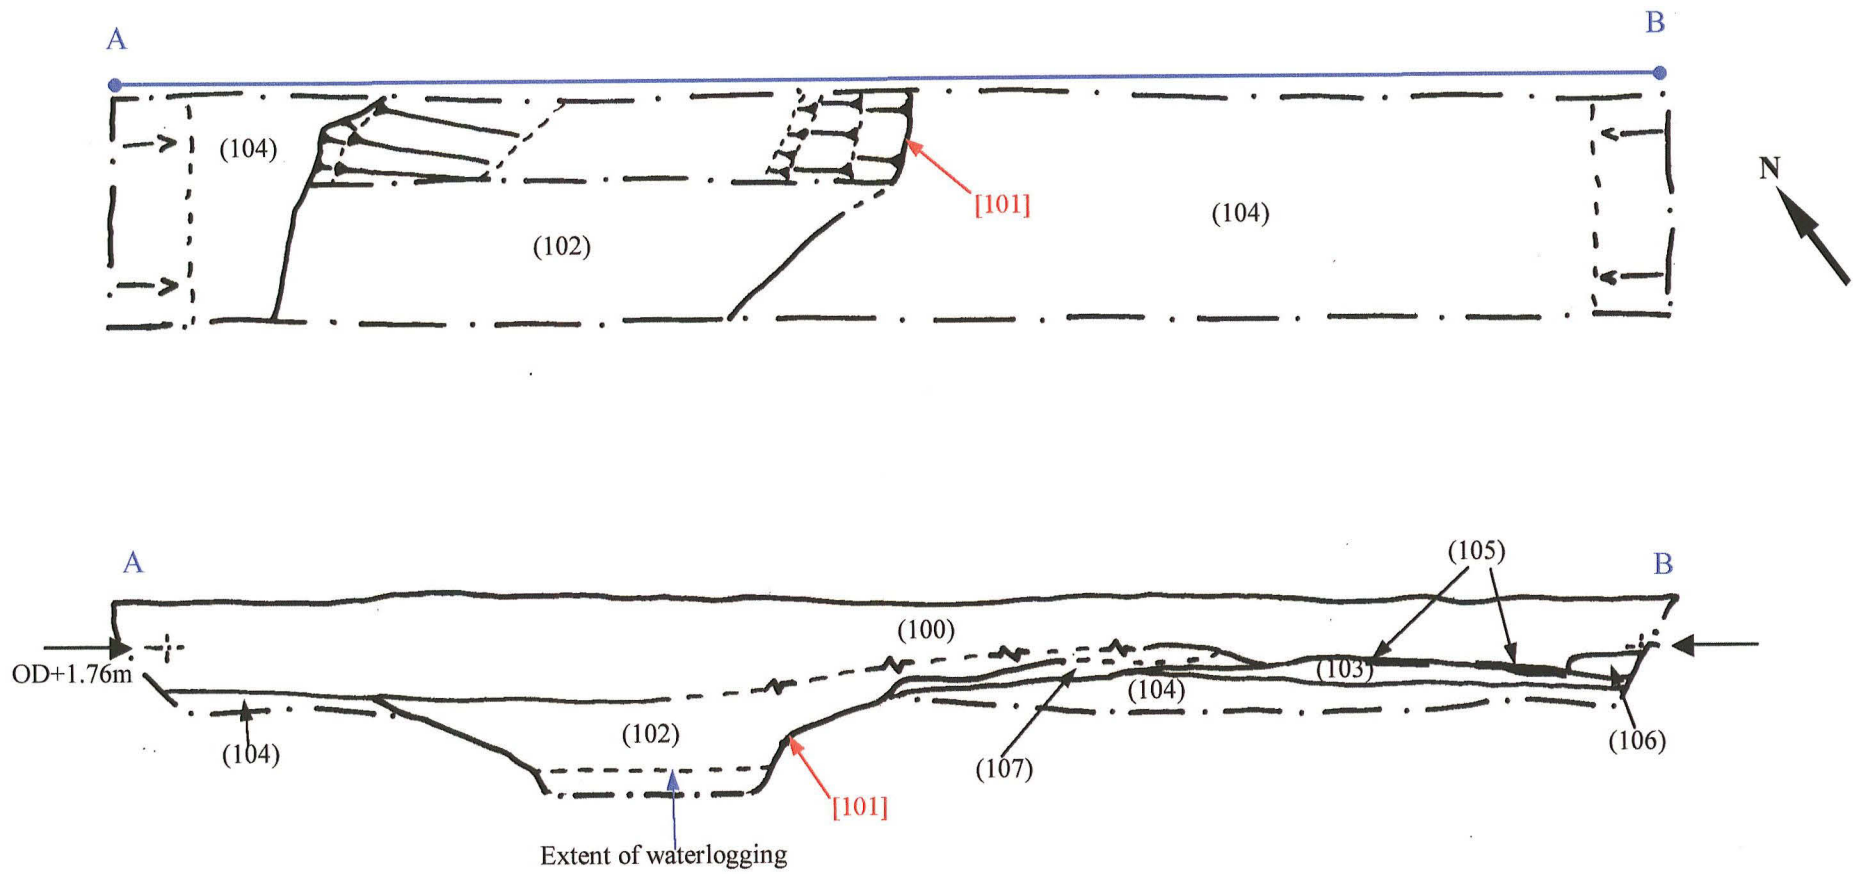 A
B
(104)
[101]
(104)
N
(102)
A
(105)
B
(100)
OD+1.76m
(103)
(104)
(102)
(104)
(107)
(106)
[101]
Extent of waterlogging